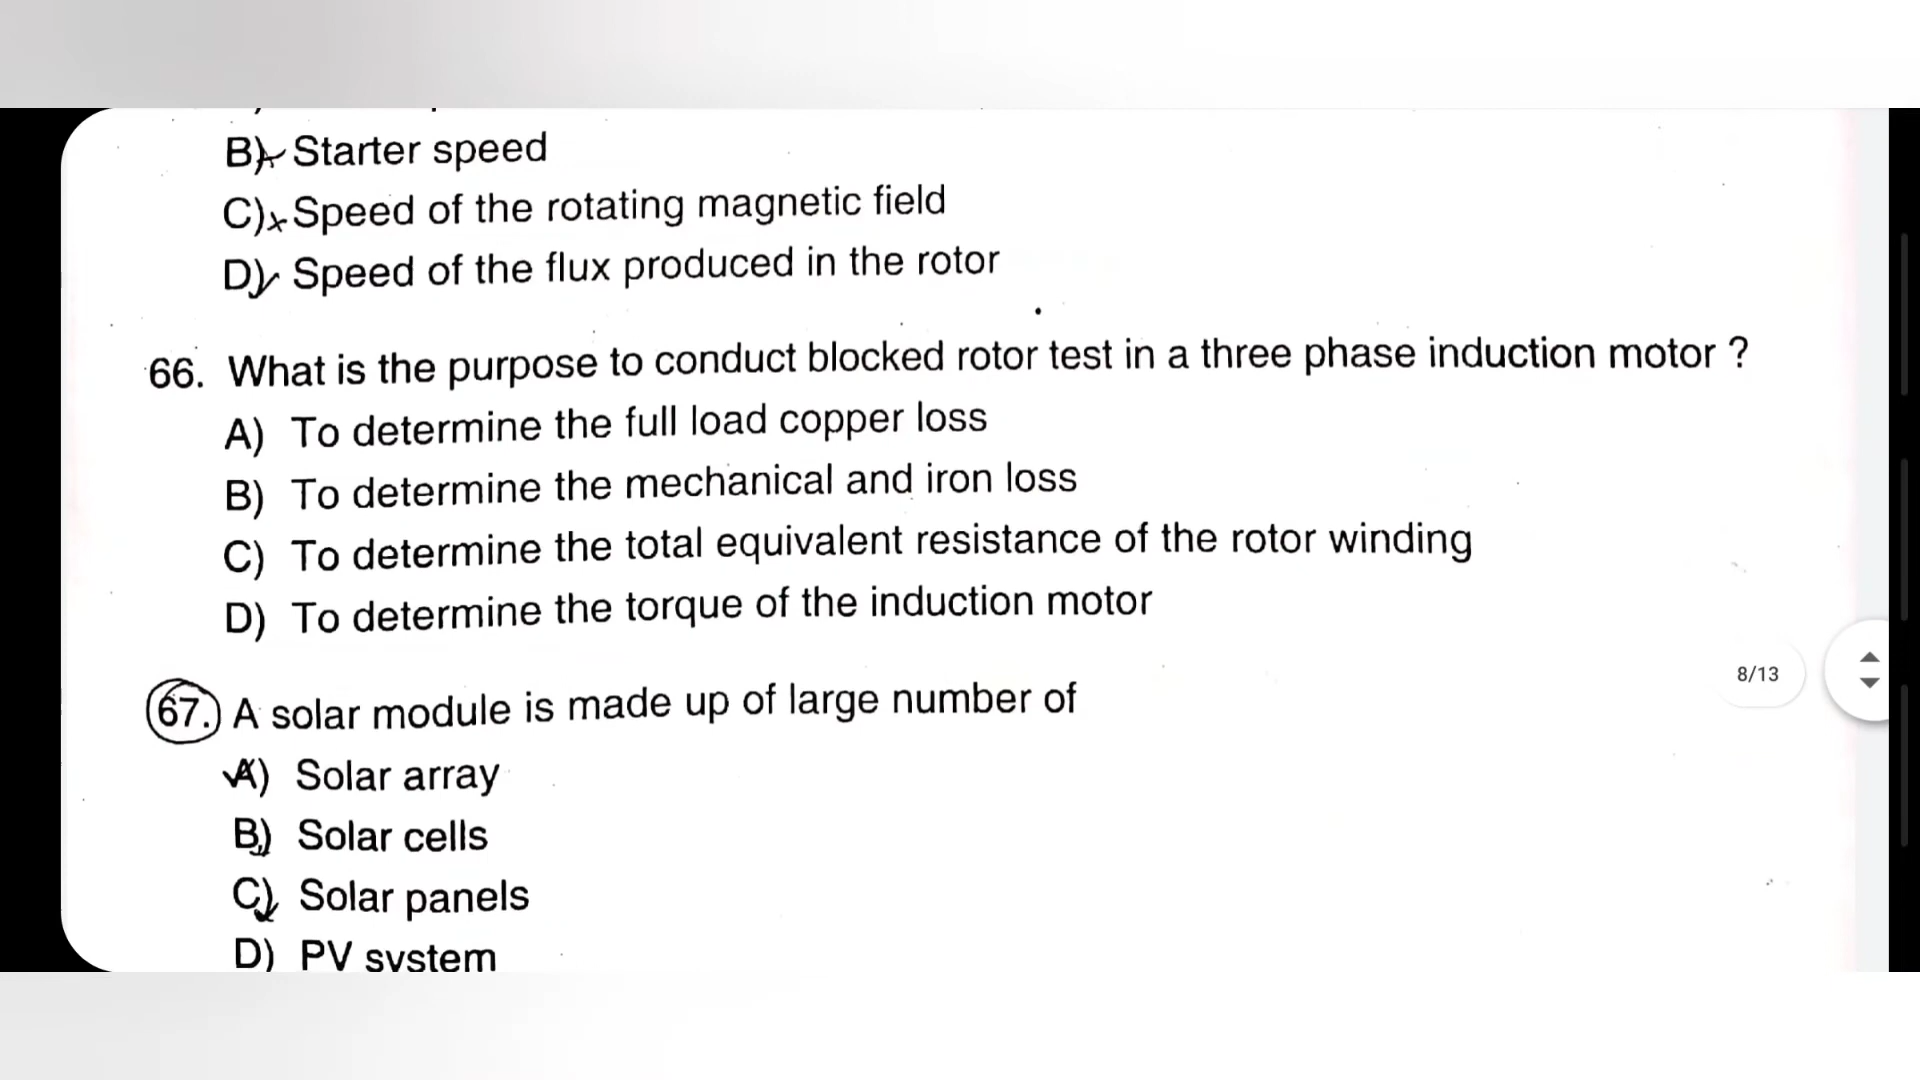 B) Starter speed
C) Speed of the rotating magnetic field
D) Speed of the flux produced in the rotor
66. What is the purpose to conduct blocked rotor test in a three phase induction motor ?
A) To determine the full load copper loss
B) To determine the mechanical and iron loss
C) To determine the total equivalent resistance of the rotor winding
D) To determine the torque of the induction motor
67. A solar module is made up of large number of
A) Solar array
B) Solar cells
C) Solar panels
8/13
D) PV system